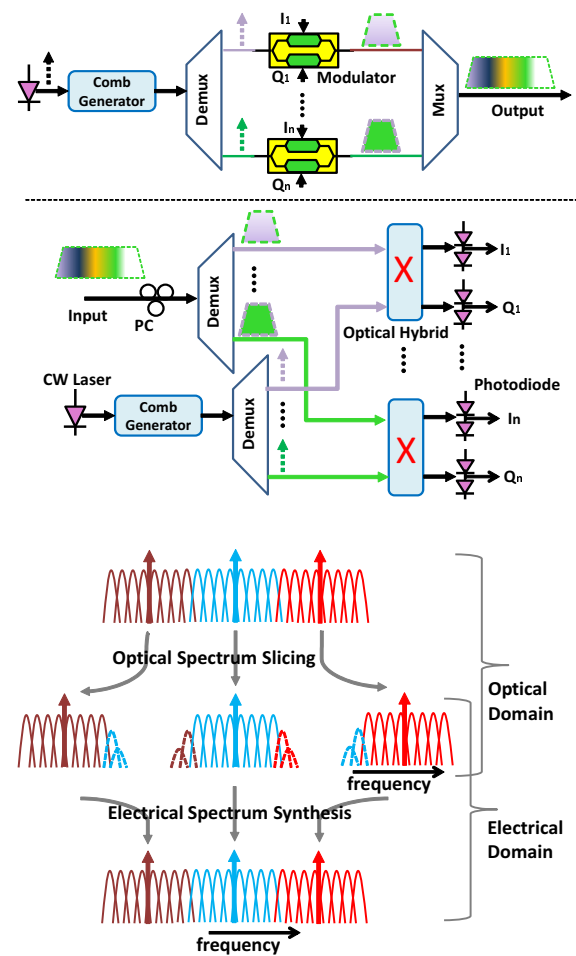 I1
Comb
Generator
Demux
Q1
Modulator
In
Qn
Mux
Output
Input
PC
Demux
Optical Hybrid
I1
Q1
CW Laser
Comb
Generator
Demux
Photodiode
In
Qn
X
X
Optical Spectrum Slicing
Optical
Domain
frequency
Electrical Spectrum Synthesis
Electrical
Domain
frequency